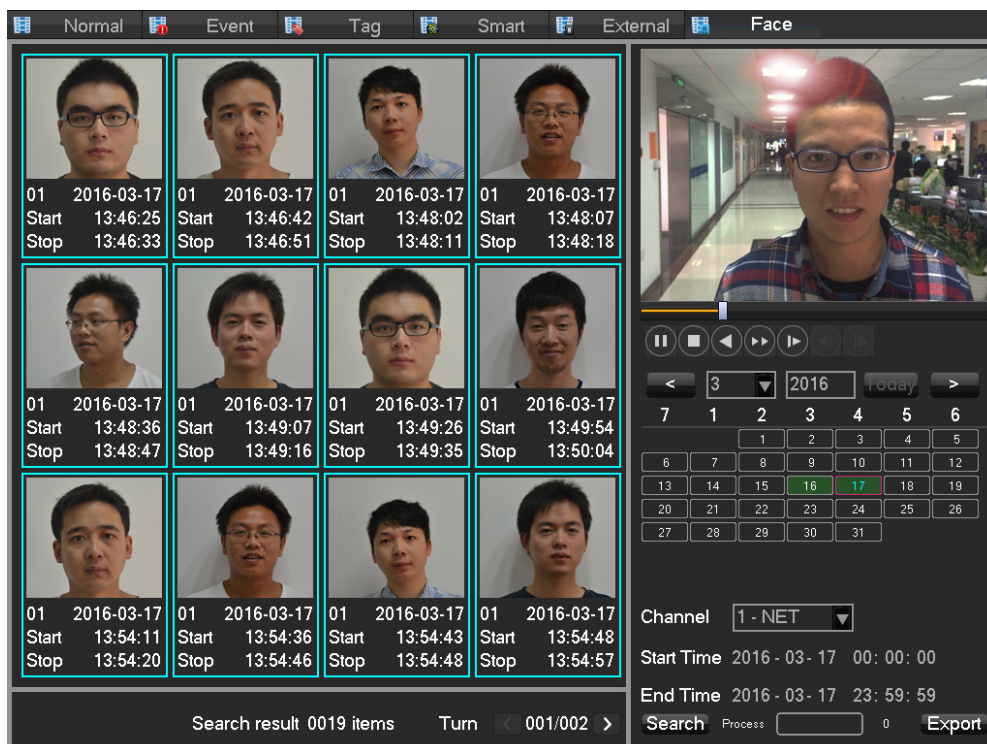 Normal Event Tag Smart External Face
01 2016-03-17 01 2016-03-17 01 2016-03-17 01 2016-03-17
Start 13:46:25 Start 13:46:42 Start 13:48:02 Start 13:48:07
Stop 13:46:33 Stop 13:46:51 Stop 13:48:11 Stop 13:48:18
01 2016-03-17 01 2016-03-17 01 2016-03-17 01 2016-03-17
Start 13:48:36 Start 13:49:07 Start 13:49:26 Start 13:49:54
Stop 13:48:47 Stop 13:49:16 Stop 13:49:35 Stop 13:50:04
01 2016-03-17 01 2016-03-17 01 2016-03-17 01 2016-03-17
Start 13:54:11 Start 13:54:36 Start 13:54:43 Start 13:54:48
Stop 13:54:20 Stop 13:54:46 Stop 13:54:48 Stop 13:54:57
Search result 0019 items Turn < 001/002 >
< 3 2016 Today >
7 1 2 3 4 5 6
1 2 3 4 5
6 7 8 9 10 11 12
13 14 15 16 17 18 19
20 21 22 23 24 25 26
27 28 29 30 31
Channel 1 - NET
Start Time 2016 - 03 - 17 00: 00: 00
End Time 2016 - 03 - 17 23: 59: 59
Search Process 0 Export